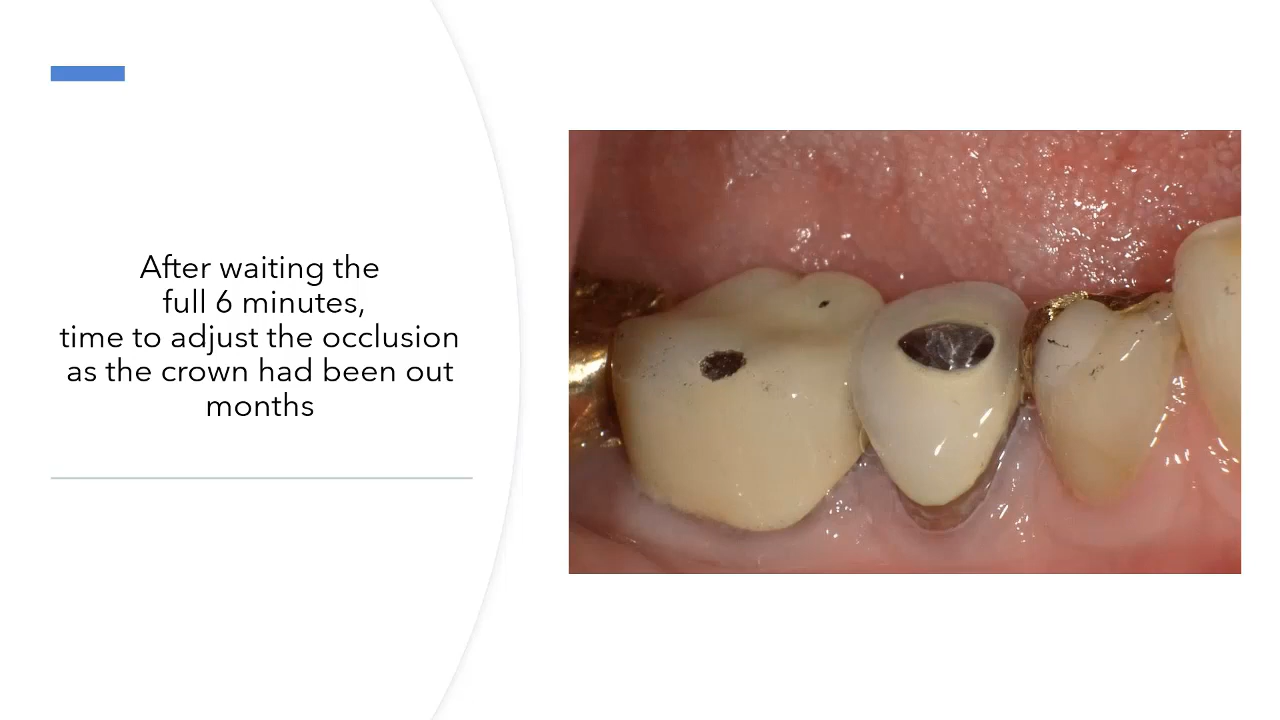 After waiting the
full 6 minutes,
time to adjust the occlusion
as the crown had been out
months